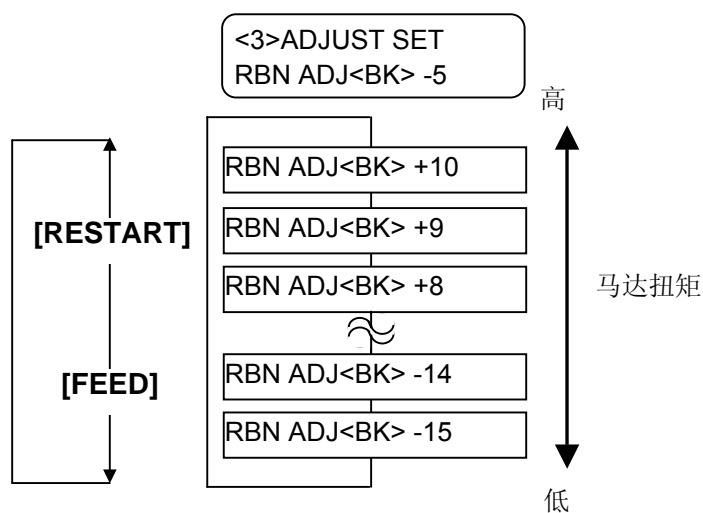 <3>ADJUST SET
RBN ADJ<BK> -5
高
RBN ADJ<BK> +10
[RESTART]
RBN ADJ<BK> +9
RBN ADJ<BK> +8
马达扭矩
[FEED]
RBN ADJ<BK> -14
RBN ADJ<BK> -15
低